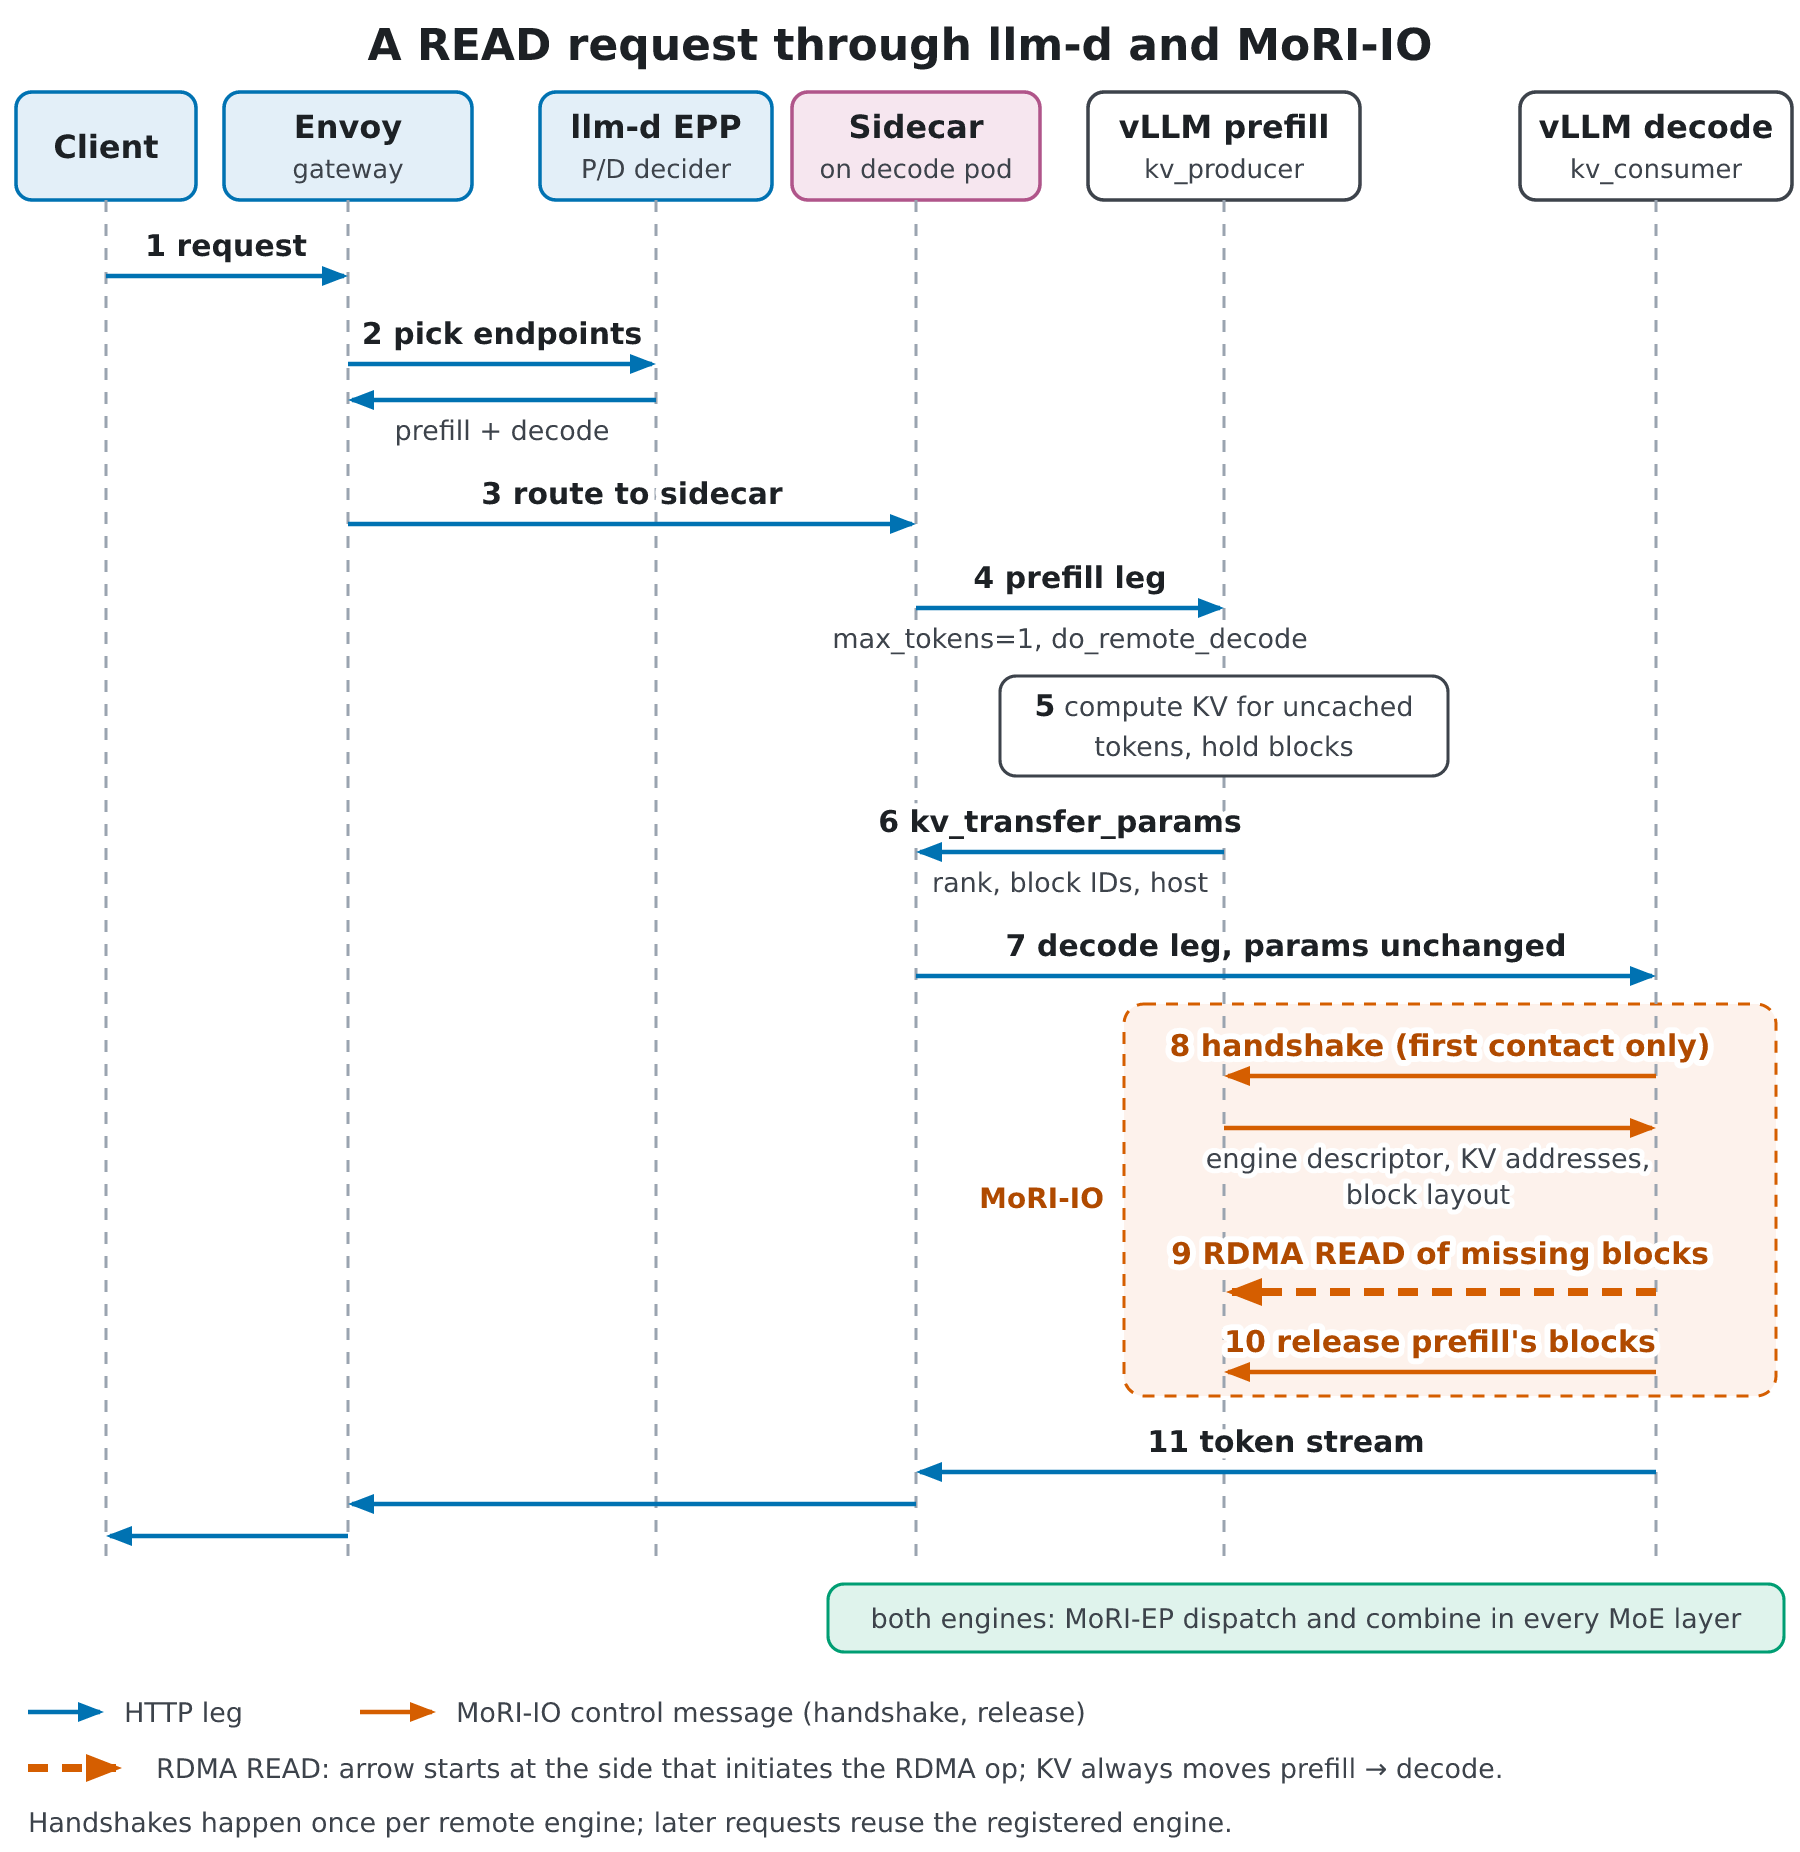 A READ request through llm-d and MoRI-IO
Client
Envoy
gateway
llm-d EPP
P/D decider
Sidecar
on decode pod
vLLM prefill
kv_producer
vLLM decode
kv_consumer
1 request
2 pick endpoints
prefill + decode
3 route to sidecar
4 prefill leg
max_tokens=1, do_remote_decode
5 compute KV for uncached
tokens, hold blocks
6 kv_transfer_params
rank, block IDs, host
7 decode leg, params unchanged
8 handshake (first contact only)
engine descriptor, KV addresses,
block layout
MoRI-IO
9 RDMA READ of missing blocks
10 release prefill's blocks
11 token stream
both engines: MoRI-EP dispatch and combine in every MoE layer
HTTP leg
MoRI-IO control message (handshake, release)
RDMA READ: arrow starts at the side that initiates the RDMA op; KV always moves prefill → decode.
Handshakes happen once per remote engine; later requests reuse the registered engine.